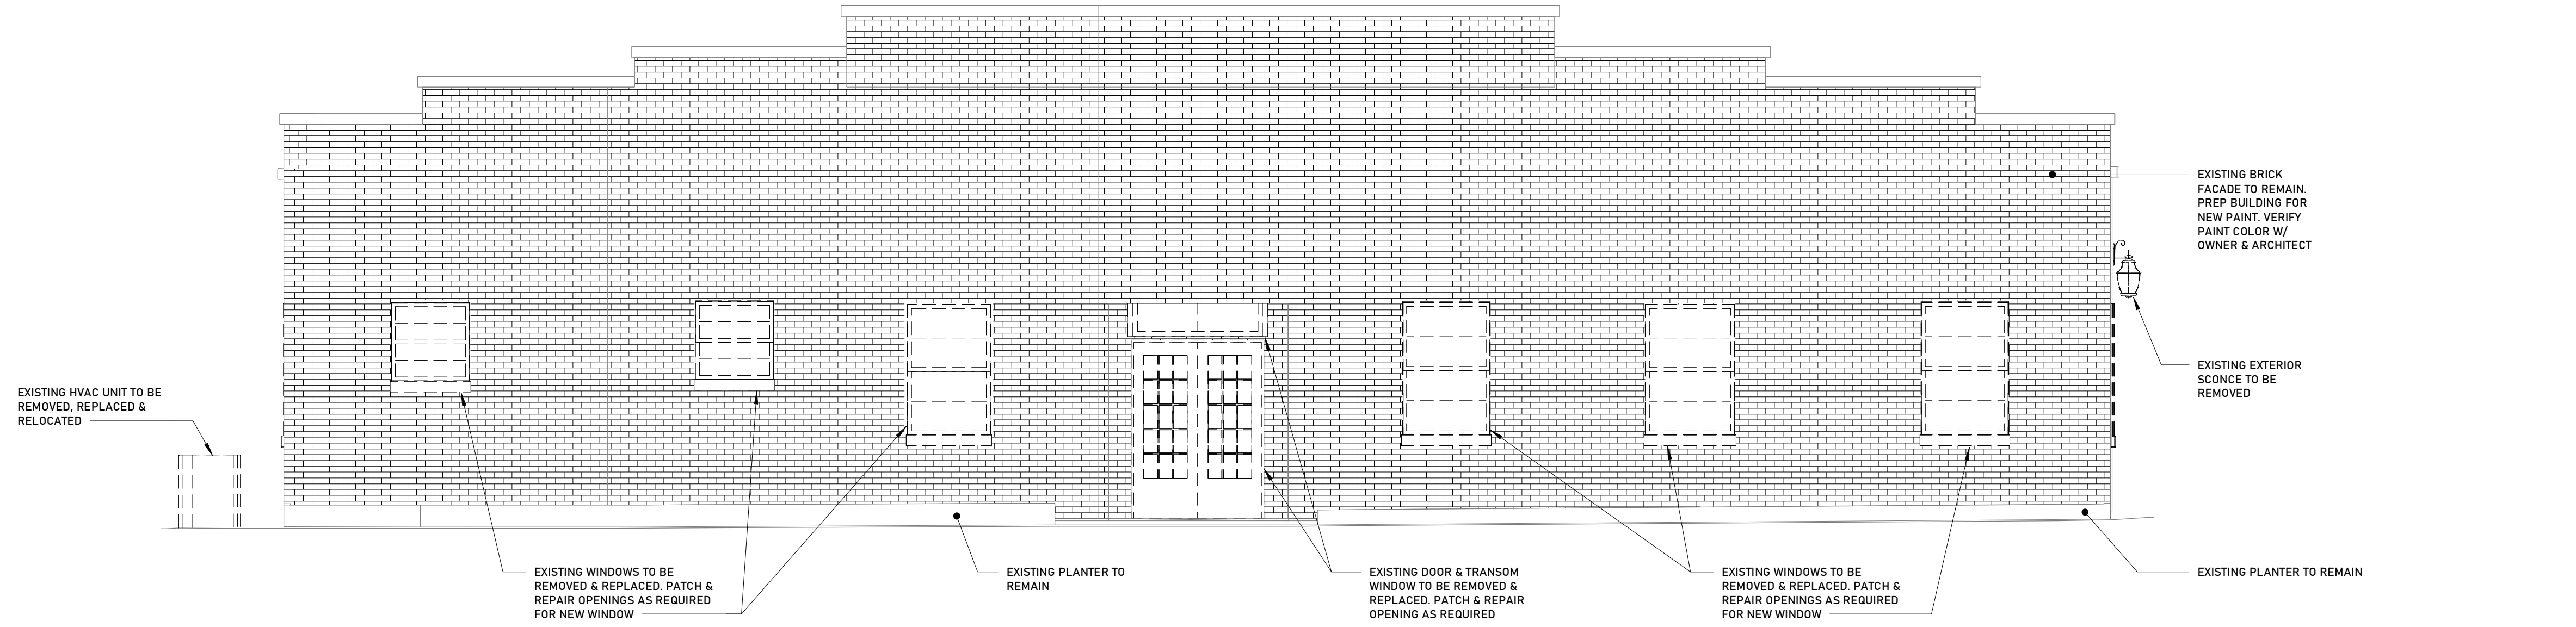 EXISTING BRICK
FACADE TO REMAIN.
PREP BUILDING FOR
NEW PAINT. VERIFY
PAINT COLOR W/
OWNER & ARCHITECT
EXISTING EXTERIOR
SCONCE TO BE
REMOVED
EXISTING HVAC UNIT TO BE
REMOVED, REPLACED &
RELOCATED
EXISTING WINDOWS TO BE
REMOVED & REPLACED. PATCH &
REPAIR OPENINGS AS REQUIRED
FOR NEW WINDOW
EXISTING PLANTER TO
REMAIN
EXISTING DOOR & TRANSOM
WINDOW TO BE REMOVED &
REPLACED. PATCH & REPAIR
OPENING AS REQUIRED
EXISTING WINDOWS TO BE
REMOVED & REPLACED. PATCH &
REPAIR OPENINGS AS REQUIRED
FOR NEW WINDOW
EXISTING PLANTER TO REMAIN